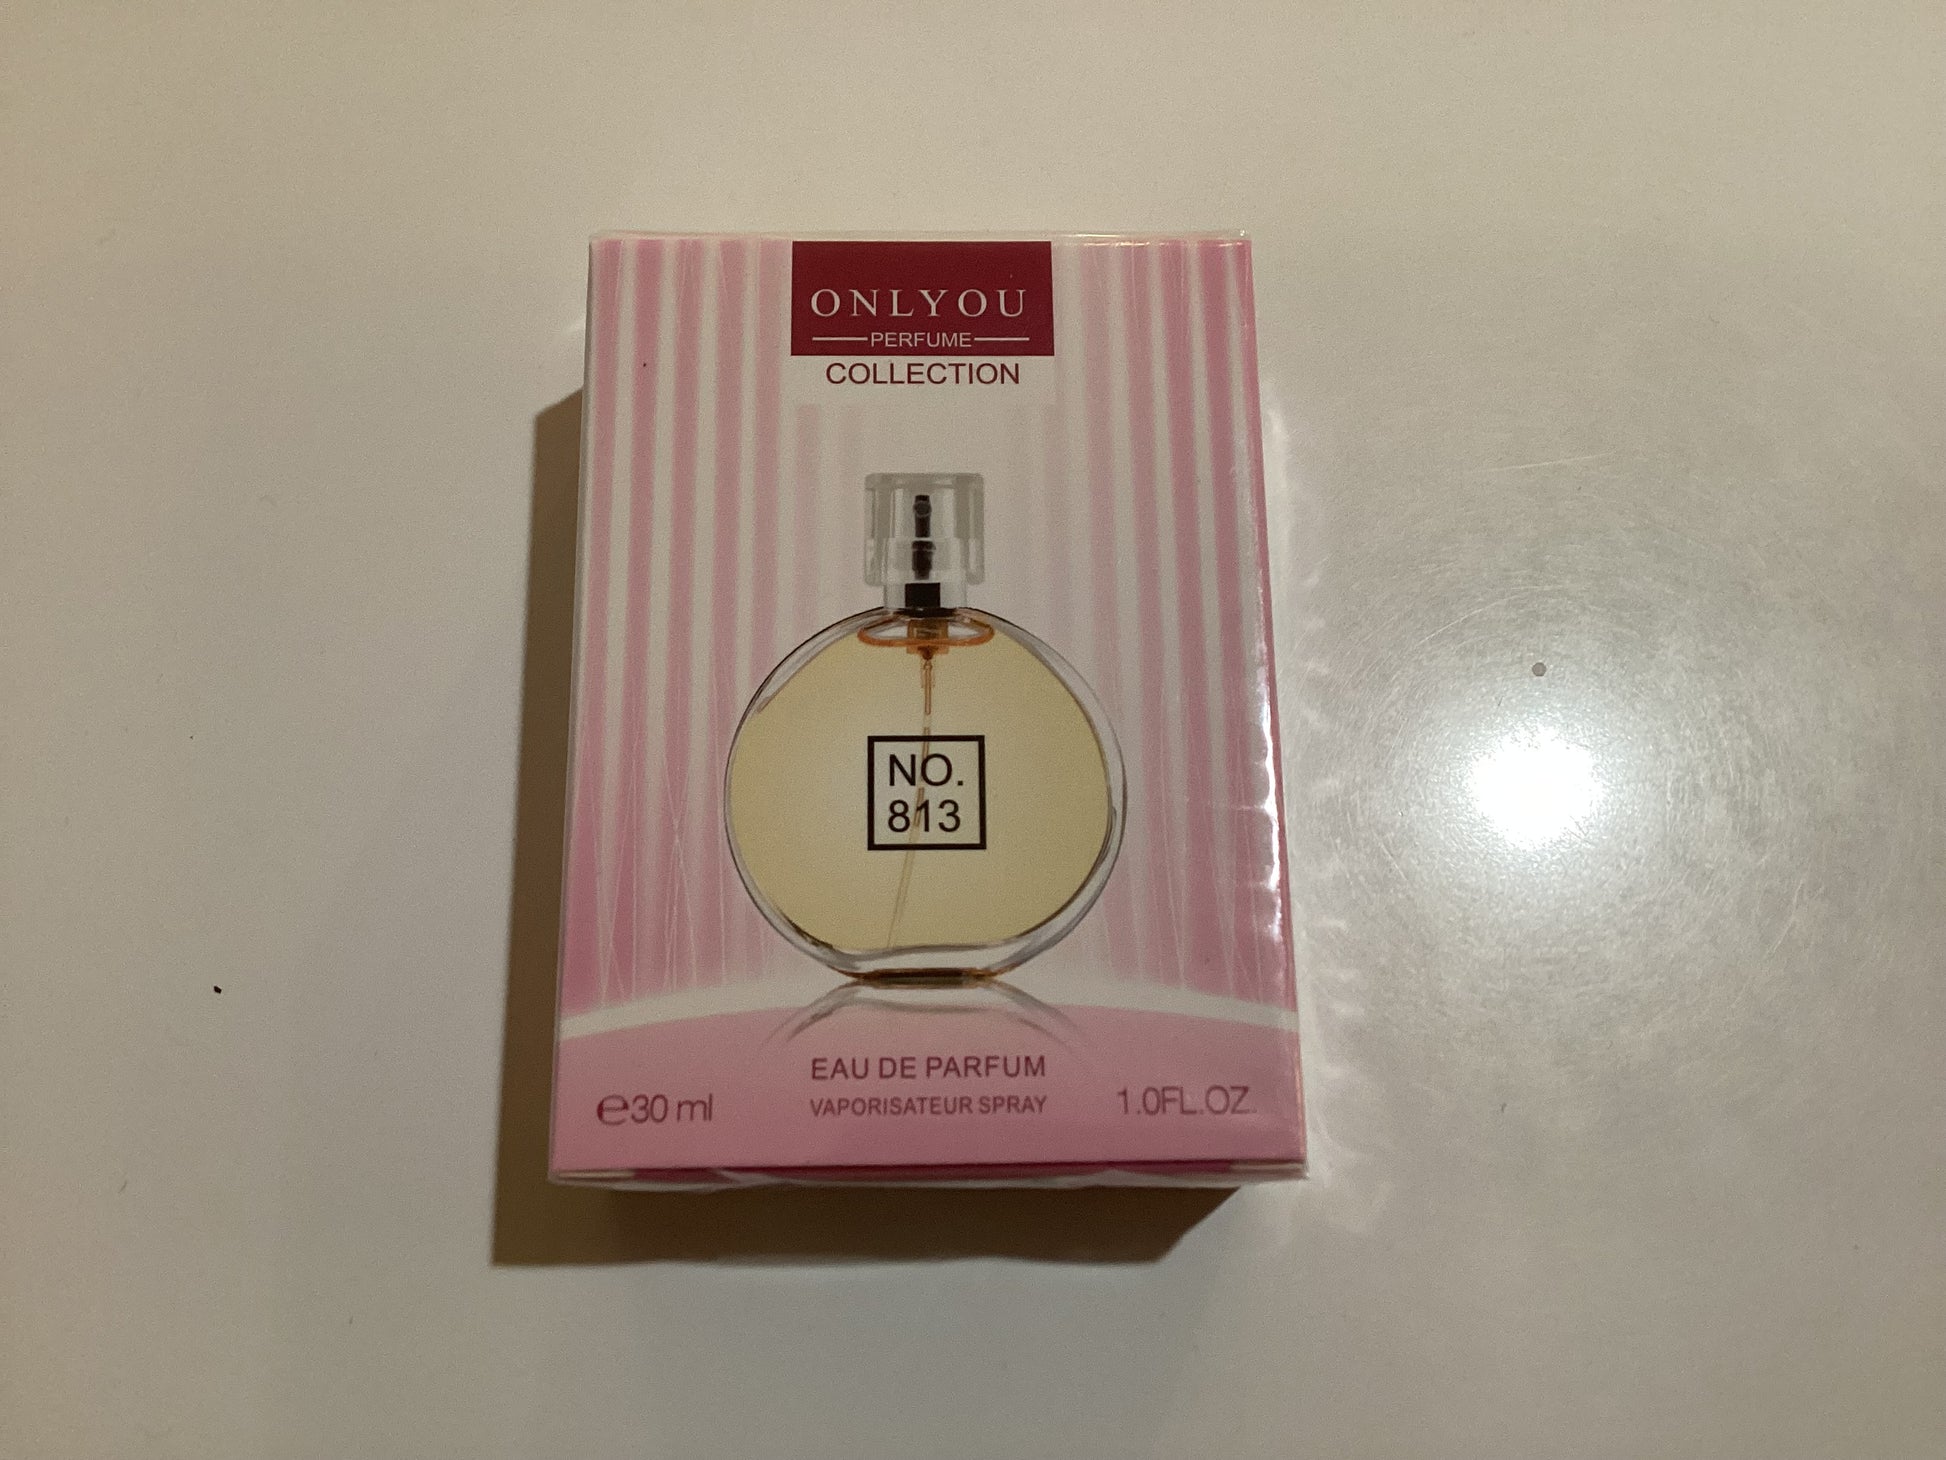 ONLYOU
PERFUME
COLLECTION
NO.
813
EAU DE PARFUM
VAPORISATEUR SPRAY
℮30 ml
1.0FL.OZ.